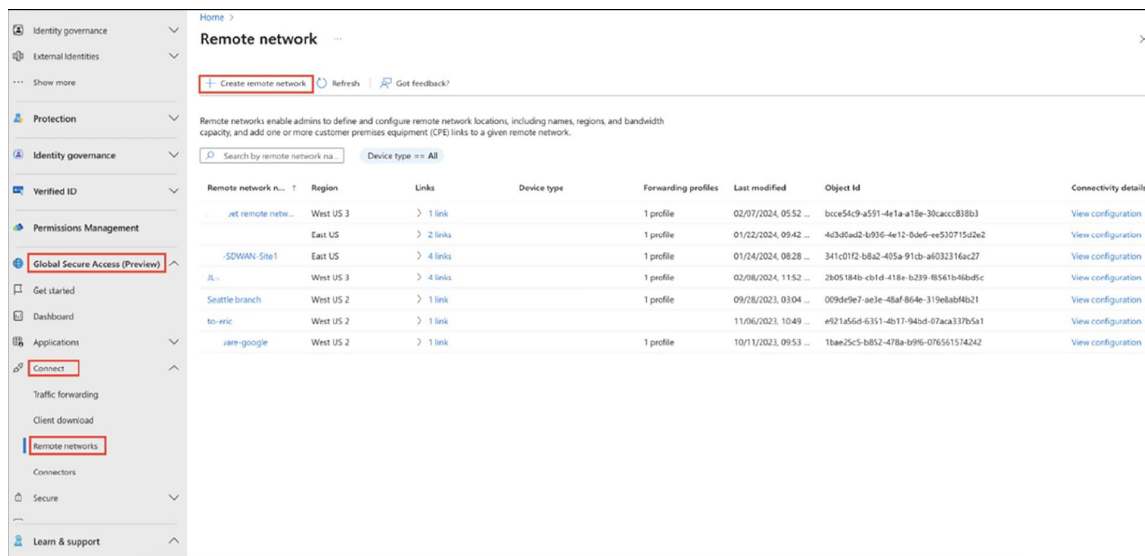 Identity governance
External Identities
Show more
Protection
Identity governance
Verified ID
Permissions Management
Global Secure Access (Preview)
Get started
Dashboard
Applications
Connect
Traffic forwarding
Client download
Remote networks
Connectors
Secure
Learn & support
Home >
Remote network ...
+ Create remote network Refresh Got feedback?
Remote networks enable admins to define and configure remote network locations, including names, regions, and bandwidth
capacity, and add one or more customer premises equipment (CPE) links to a given remote network.
Search by remote network na... Device type == All
Remote network n... ↑ Region Links Device type Forwarding profiles Last modified Object Id Connectivity details
remote netw... West US 3 > 1 link 1 profile 02/07/2024, 05:52 ... bcce54c9-a591-4e1a-a18e-30caccc838b3 View configuration
East US > 2 links 1 profile 01/22/2024, 09:42 ... 4d3d0ad2-b936-4e12-8de6-ee530715d2e2 View configuration
-SDWAN-Site1 East US > 4 links 1 profile 01/24/2024, 08:28 ... 341c01f2-b8a2-405a-91cb-a6032316ac27 View configuration
West US 3 > 4 links 1 profile 02/08/2024, 11:52 ... 2b05184b-cb1d-418e-b239-f8561b46bd5c View configuration
Seattle branch West US 2 > 1 link 1 profile 09/28/2023, 03:04 ... 009de9e7-ae3e-48af-864e-319e8abf4b21 View configuration
to-eric West US 2 > 1 link 11/06/2023, 10:49 ... e921a56d-6351-4b17-94bd-07aca337b5a1 View configuration
are-google West US 2 > 1 link 1 profile 10/11/2023, 09:53 ... 1bae25c5-b852-478a-b9f6-076561574242 View configuration